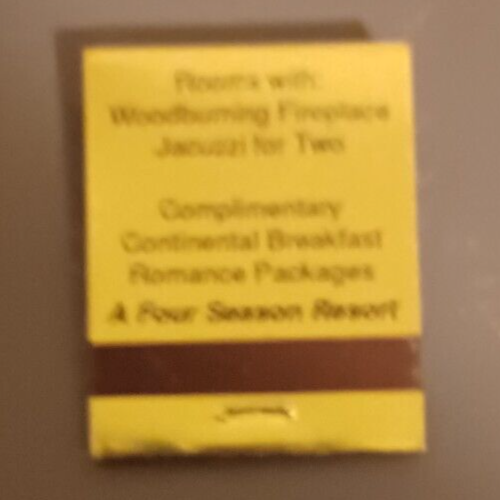 Rooms with:
Woodburning Fireplace
Jacuzzi for Two
Complimentary
Continental Breakfast
Romance Packages
A Four Season Resort